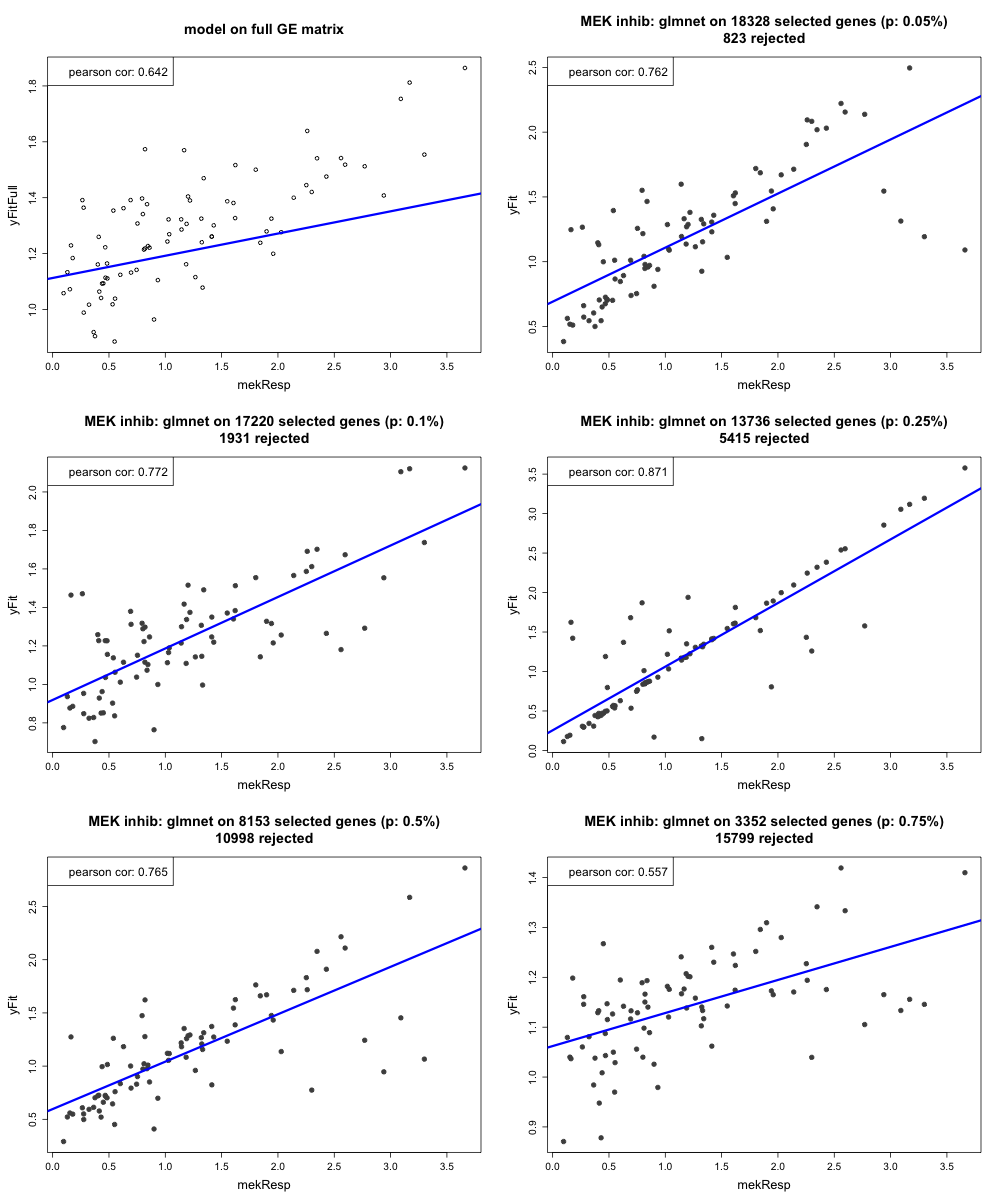 model on full GE matrix
pearson cor: 0.642
yFitFull
1.0 1.2 1.4 1.6 1.8
0.0 0.5 1.0 1.5 2.0 2.5 3.0 3.5
mekResp
MEK inhib: glmnet on 18328 selected genes (p: 0.05%)
823 rejected
pearson cor: 0.762
yFit
0.5 1.0 1.5 2.0 2.5
0.0 0.5 1.0 1.5 2.0 2.5 3.0 3.5
mekResp
MEK inhib: glmnet on 17220 selected genes (p: 0.1%)
1931 rejected
pearson cor: 0.772
yFit
0.8 1.0 1.2 1.4 1.6 1.8 2.0
0.0 0.5 1.0 1.5 2.0 2.5 3.0 3.5
mekResp
MEK inhib: glmnet on 13736 selected genes (p: 0.25%)
5415 rejected
pearson cor: 0.871
yFit
0.0 0.5 1.0 1.5 2.0 2.5 3.0 3.5
0.0 0.5 1.0 1.5 2.0 2.5 3.0 3.5
mekResp
MEK inhib: glmnet on 8153 selected genes (p: 0.5%)
10998 rejected
pearson cor: 0.765
yFit
0.5 1.0 1.5 2.0 2.5
0.0 0.5 1.0 1.5 2.0 2.5 3.0 3.5
mekResp
MEK inhib: glmnet on 3352 selected genes (p: 0.75%)
15799 rejected
pearson cor: 0.557
yFit
0.9 1.0 1.1 1.2 1.3 1.4
0.0 0.5 1.0 1.5 2.0 2.5 3.0 3.5
mekResp